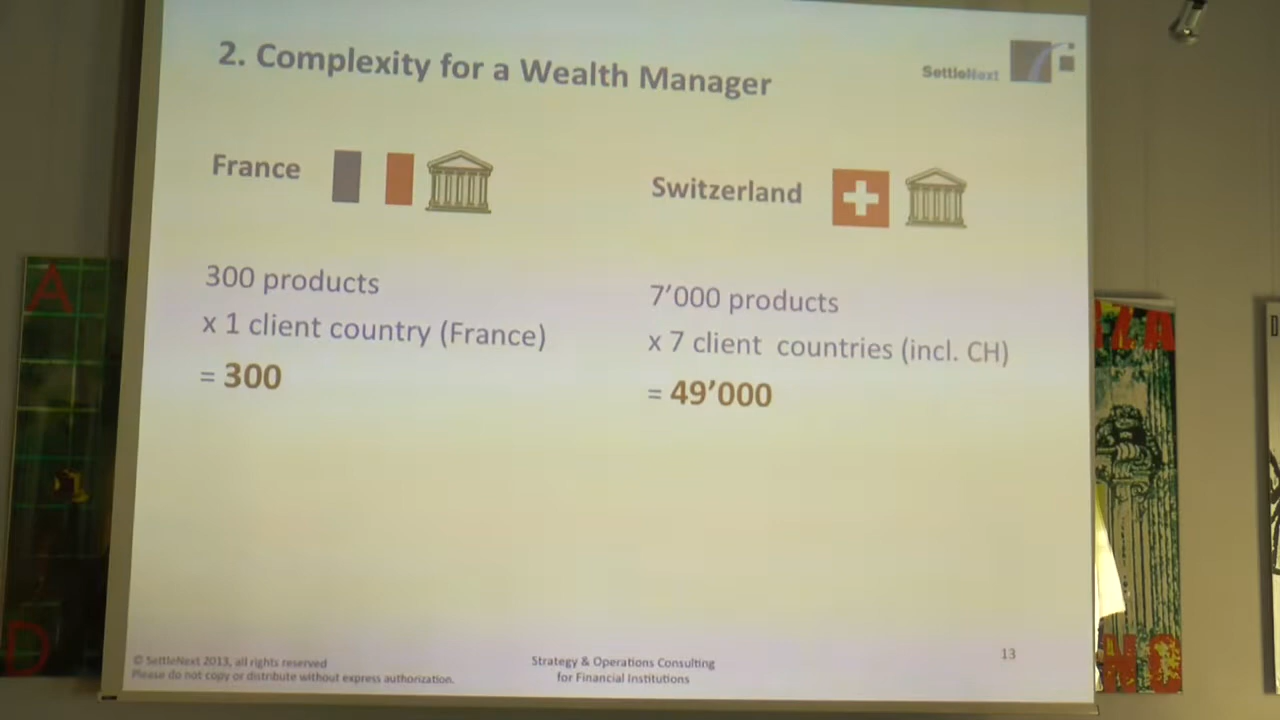 2. Complexity for a Wealth Manager
SettleNext
France
Switzerland
300 products
x 1 client country (France)
= 300
7’000 products
x 7 client countries (incl. CH)
= 49’000
© SettleNext 2013, all rights reserved
Please do not copy or distribute without express authorization.
Strategy & Operations Consulting
for Financial Institutions
13
A
D